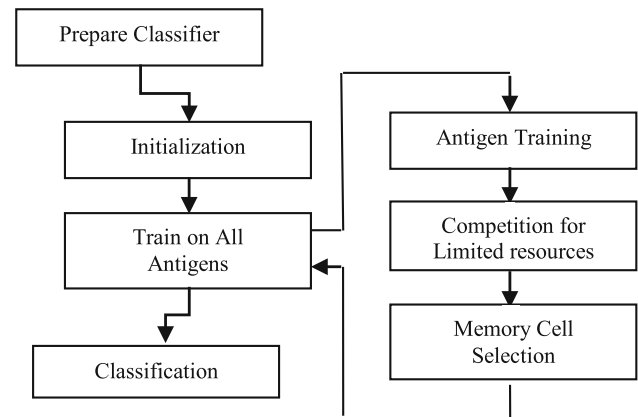 Prepare Classifier
Initialization
Train on All
Antigens
Classification
Antigen Training
Competition for
Limited resources
Memory Cell
Selection